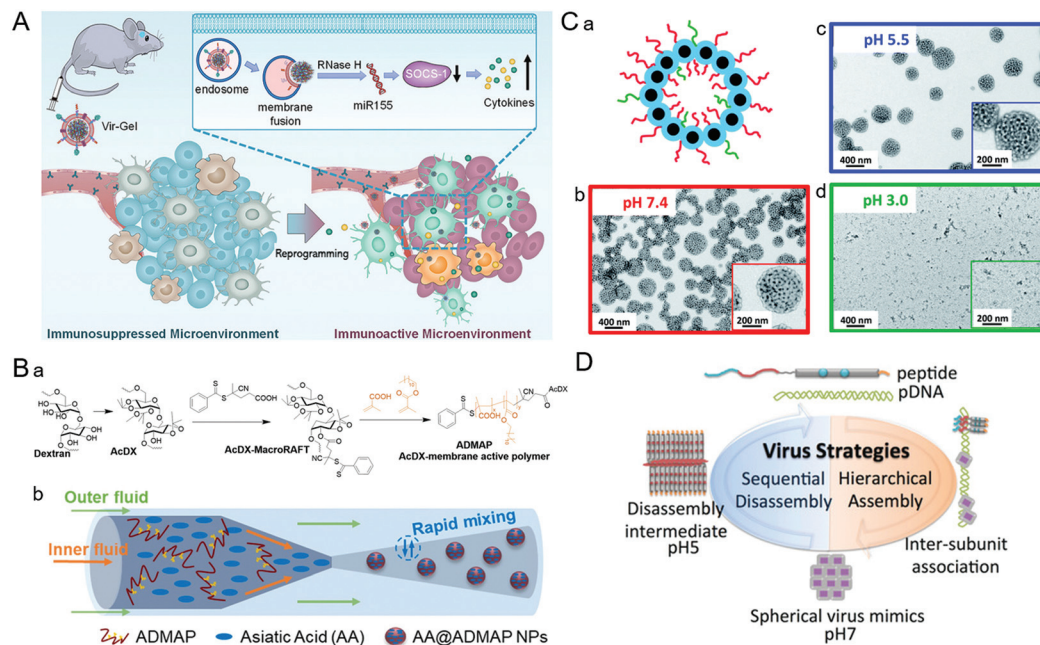 A
Vir-Gel
endosome
membrane
fusion
RNase H
miR155
SOCS-1
Cytokines
Reprogramming
Immunosuppressed Microenvironment
Immunoactive Microenvironment
B a
Dextran
AcDX
COOH
AcDX-MacroRAFT
COOH
AcDX
ADMAP
AcDX-membrane active polymer
b
Outer fluid
Inner fluid
Rapid mixing
ADMAP
Asiatic Acid (AA)
AA@ADMAP NPs
C a
b
pH 7.4
400 nm
200 nm
c
pH 5.5
400 nm
200 nm
d
pH 3.0
400 nm
200 nm
D
peptide
pDNA
Virus Strategies
Sequential
Disassembly
Hierarchical
Assembly
Disassembly
intermediate
pH5
Inter-subunit
association
Spherical virus mimics
pH7